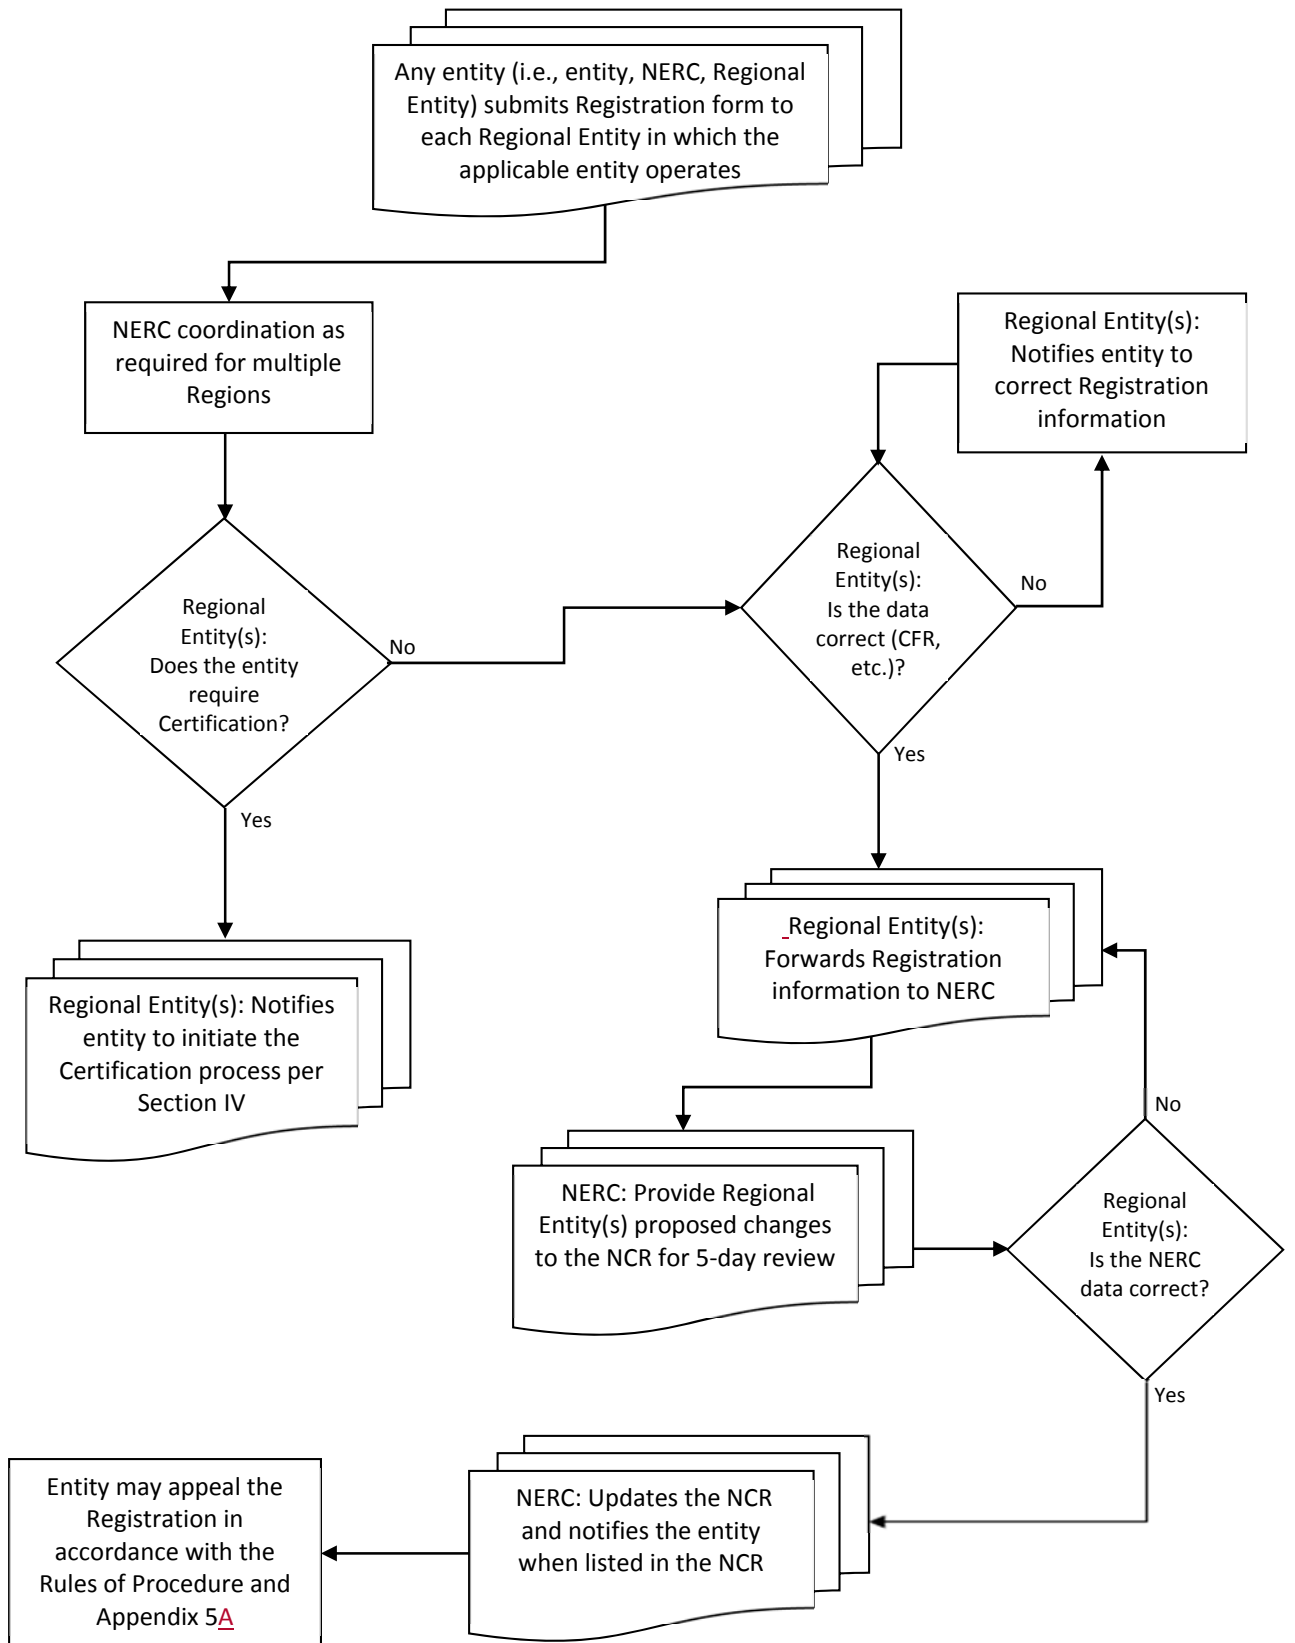 Any entity (i.e., entity, NERC, Regional
Entity) submits Registration form to
each Regional Entity in which the
applicable entity operates
NERC coordination as
required for multiple
Regions
Regional Entity(s):
Notifies entity to
correct Registration
information
Regional
Entity(s):
Does the entity
require
Certification?
No
Yes
Regional
Entity(s):
Is the data
correct (CFR,
etc.)?
No
Yes
Regional Entity(s): Notifies
entity to initiate the
Certification process per
Section IV
Regional Entity(s):
Forwards Registration
information to NERC
NERC: Provide Regional
Entity(s) proposed changes
to the NCR for 5-day review
Regional
Entity(s):
Is the NERC
data correct?
No
Yes
NERC: Updates the NCR
and notifies the entity
when listed in the NCR
Entity may appeal the
Registration in
accordance with the
Rules of Procedure and
Appendix 5A